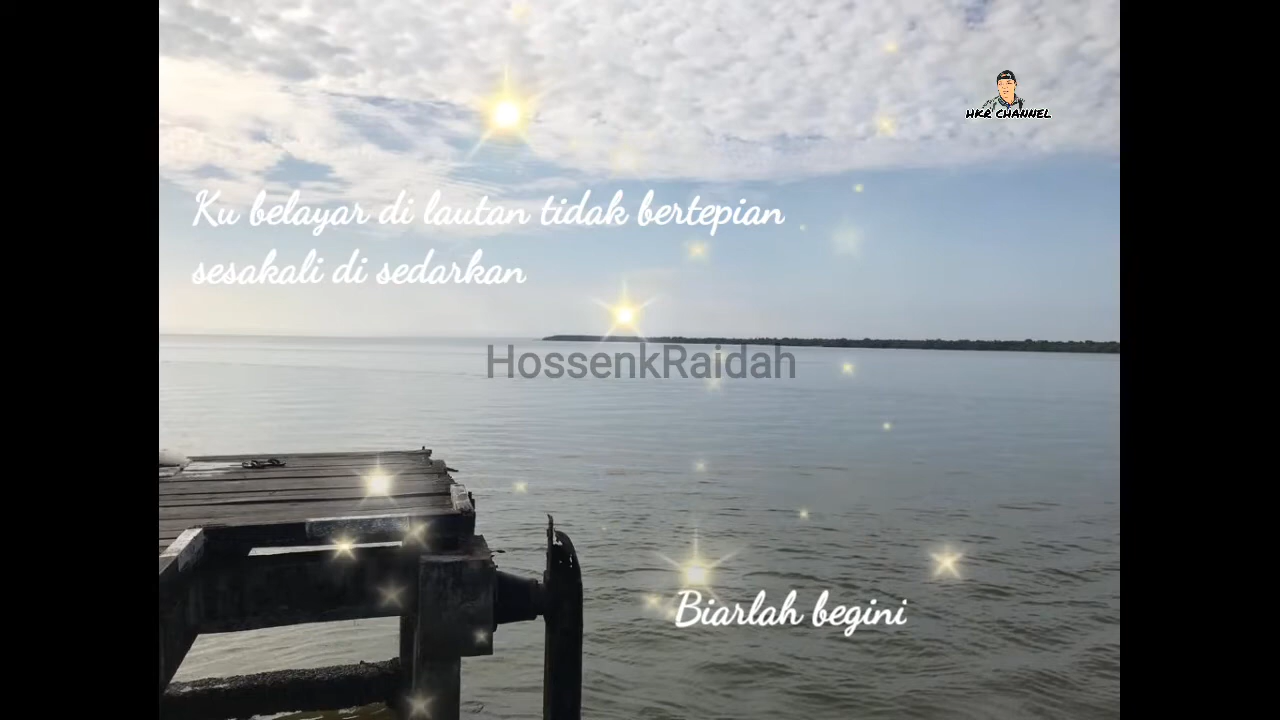 HKR CHANNEL
Ku belayar di lautan tidak bertepian
sesakali di sedarkan
HossenkRaidah
Biarlah begini